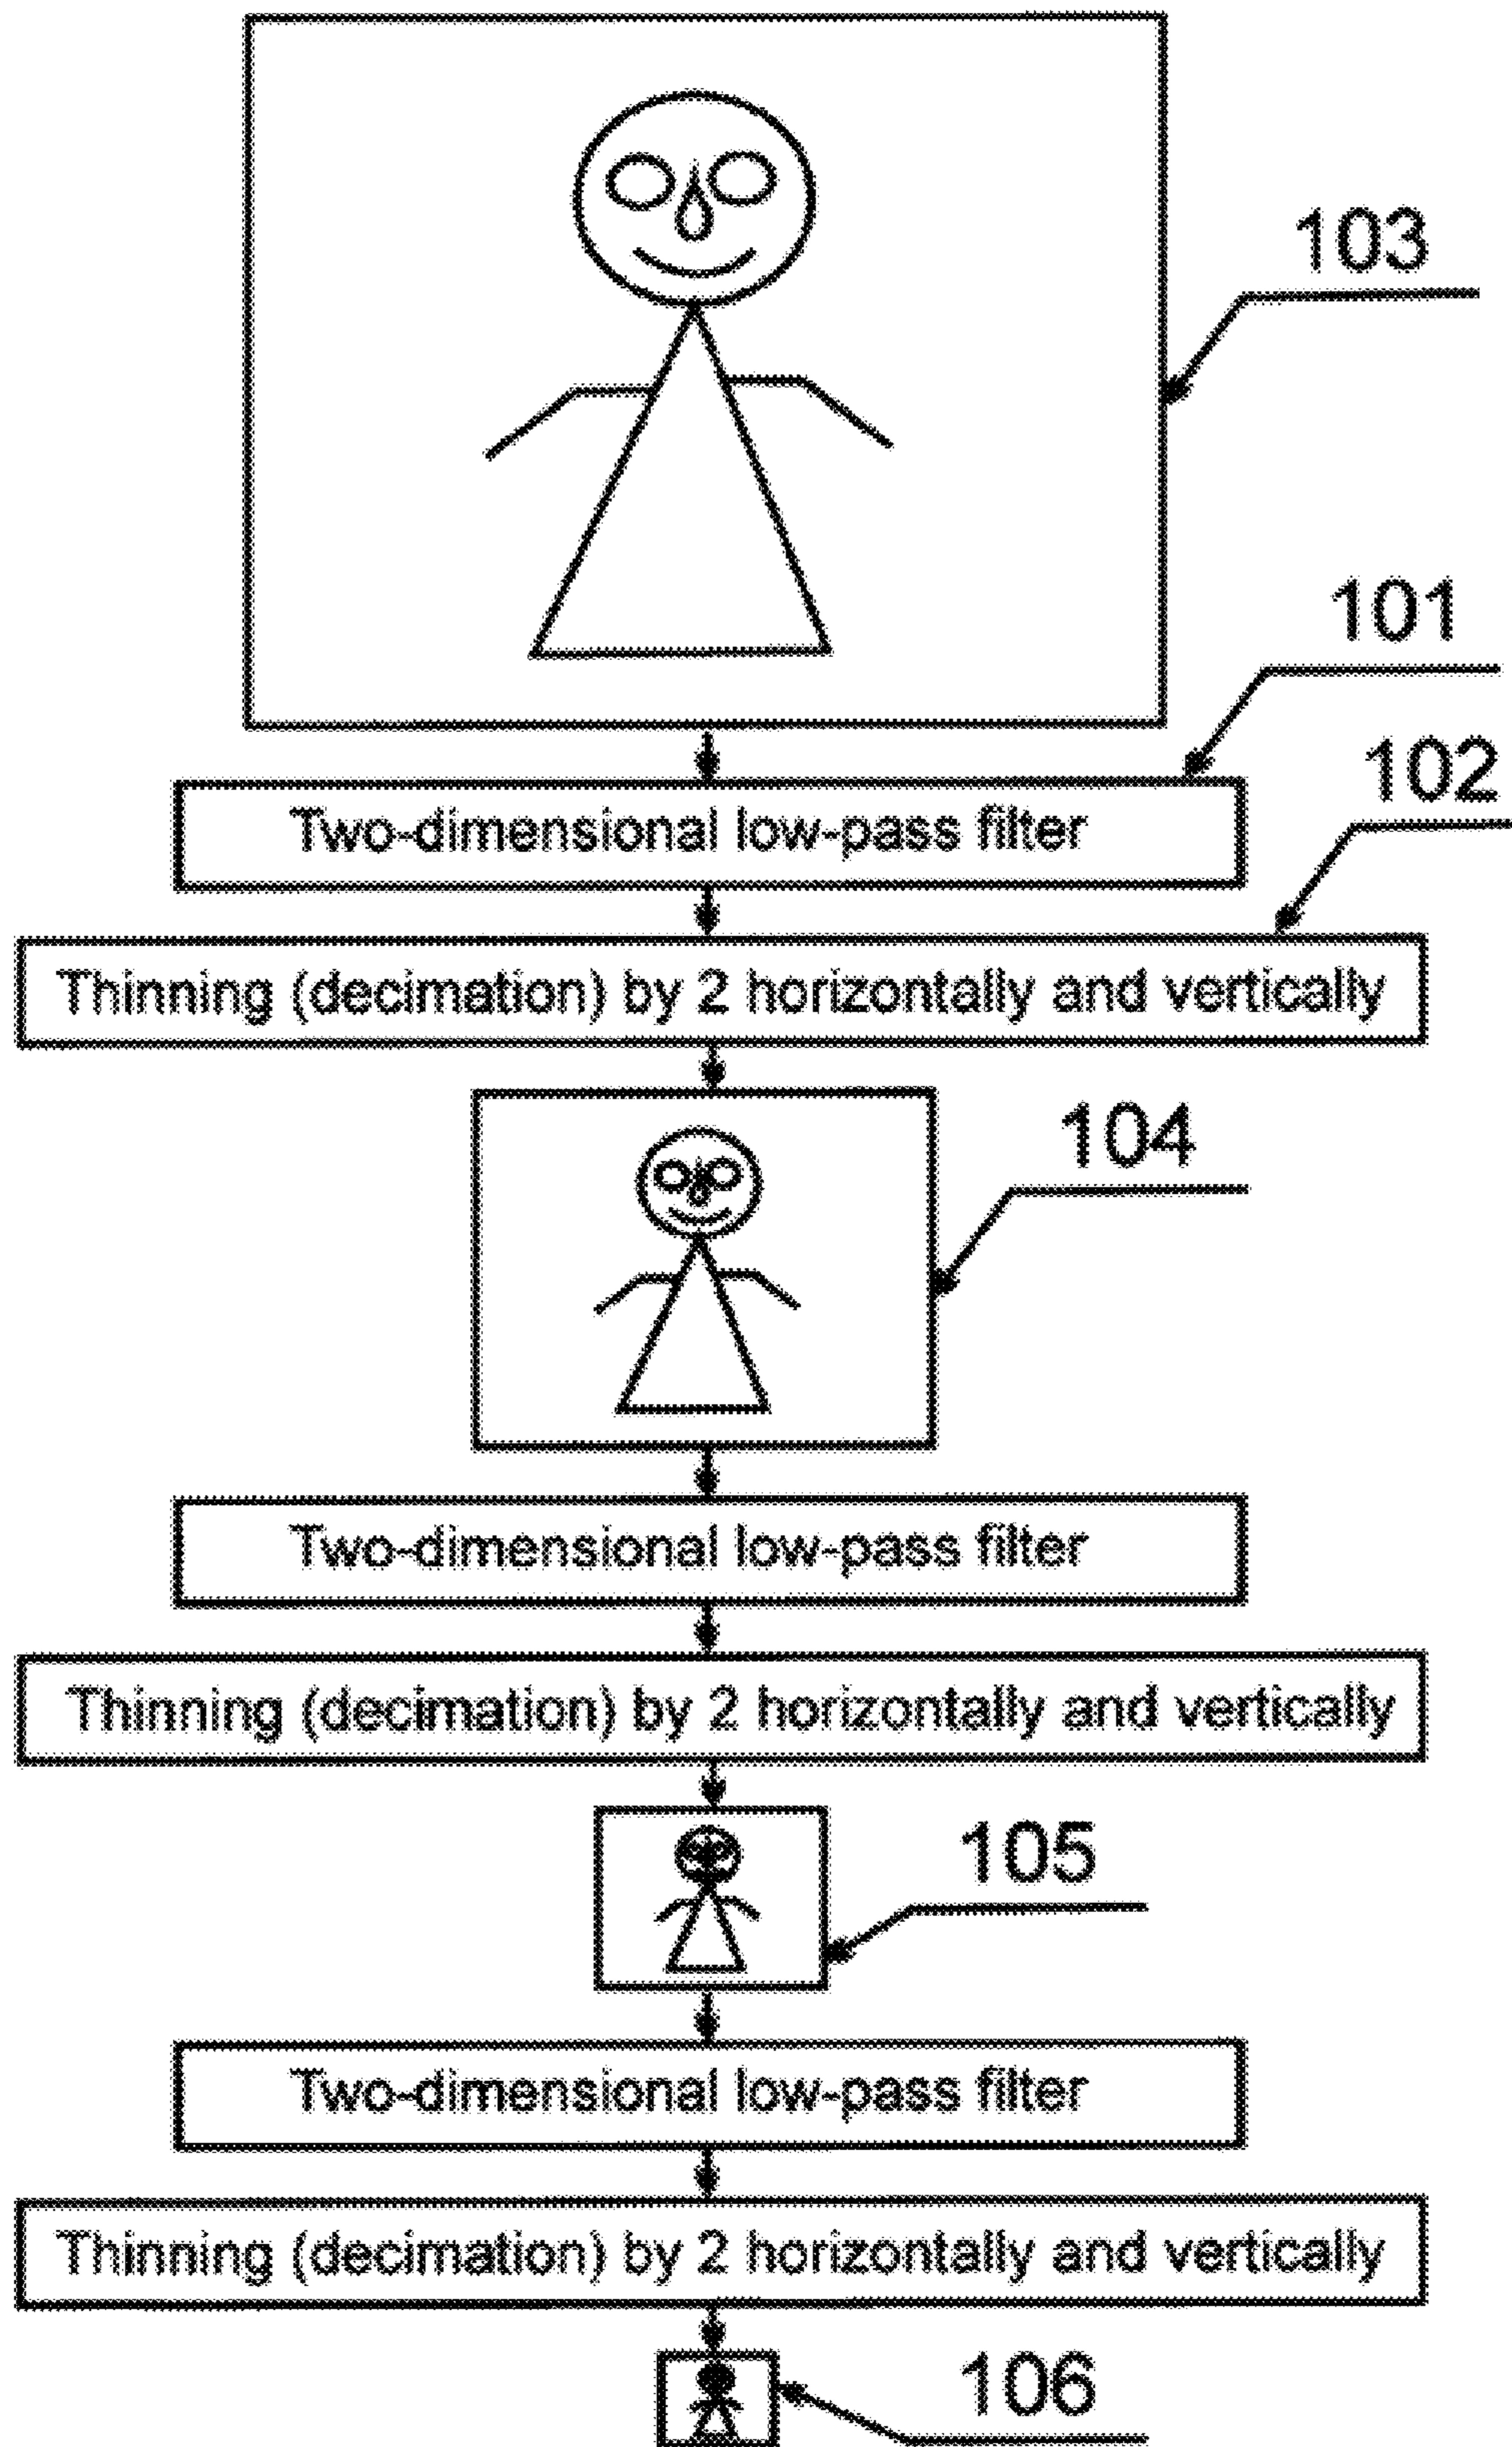 103
101
Two-dimensional low-pass filter
102
Thinning (decimation) by 2 horizontally and vertically
104
Two-dimensional low-pass filter
Thinning (decimation) by 2 horizontally and vertically
105
Two-dimensional low-pass filter
Thinning (decimation) by 2 horizontally and vertically
106